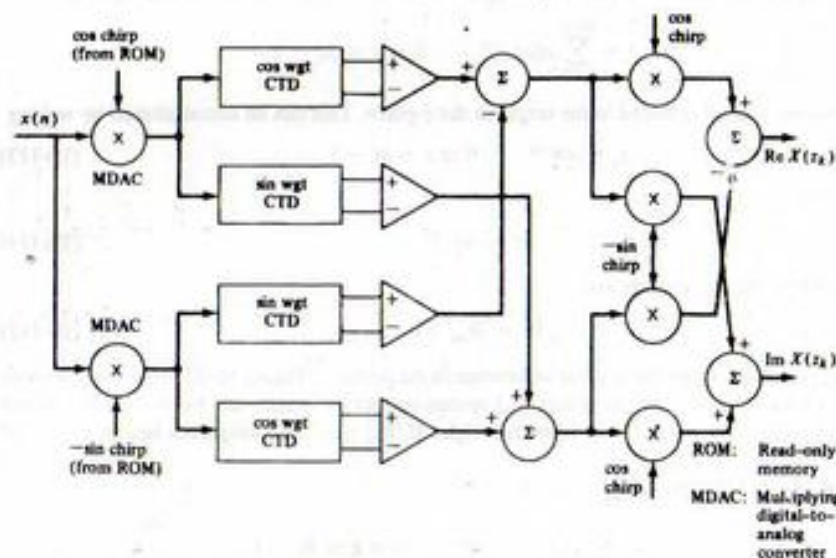 cos chirp
(from ROM)
cos
chirp
cos wgt
CTD
+
−
+
Σ
X
x(n)
X
MDAC
+
Σ
Re X(z_k)
−
sin wgt
CTD
+
−
X
−sin
chirp
MDAC
sin wgt
CTD
+
−
X
X
+
Σ
Im X(z_k)
+
−sin chirp
(from ROM)
cos wgt
CTD
+
−
+
+
Σ
X
cos
chirp
ROM: Read-only
memory
MDAC: Mul.iplying
digital-to-
analog
converter